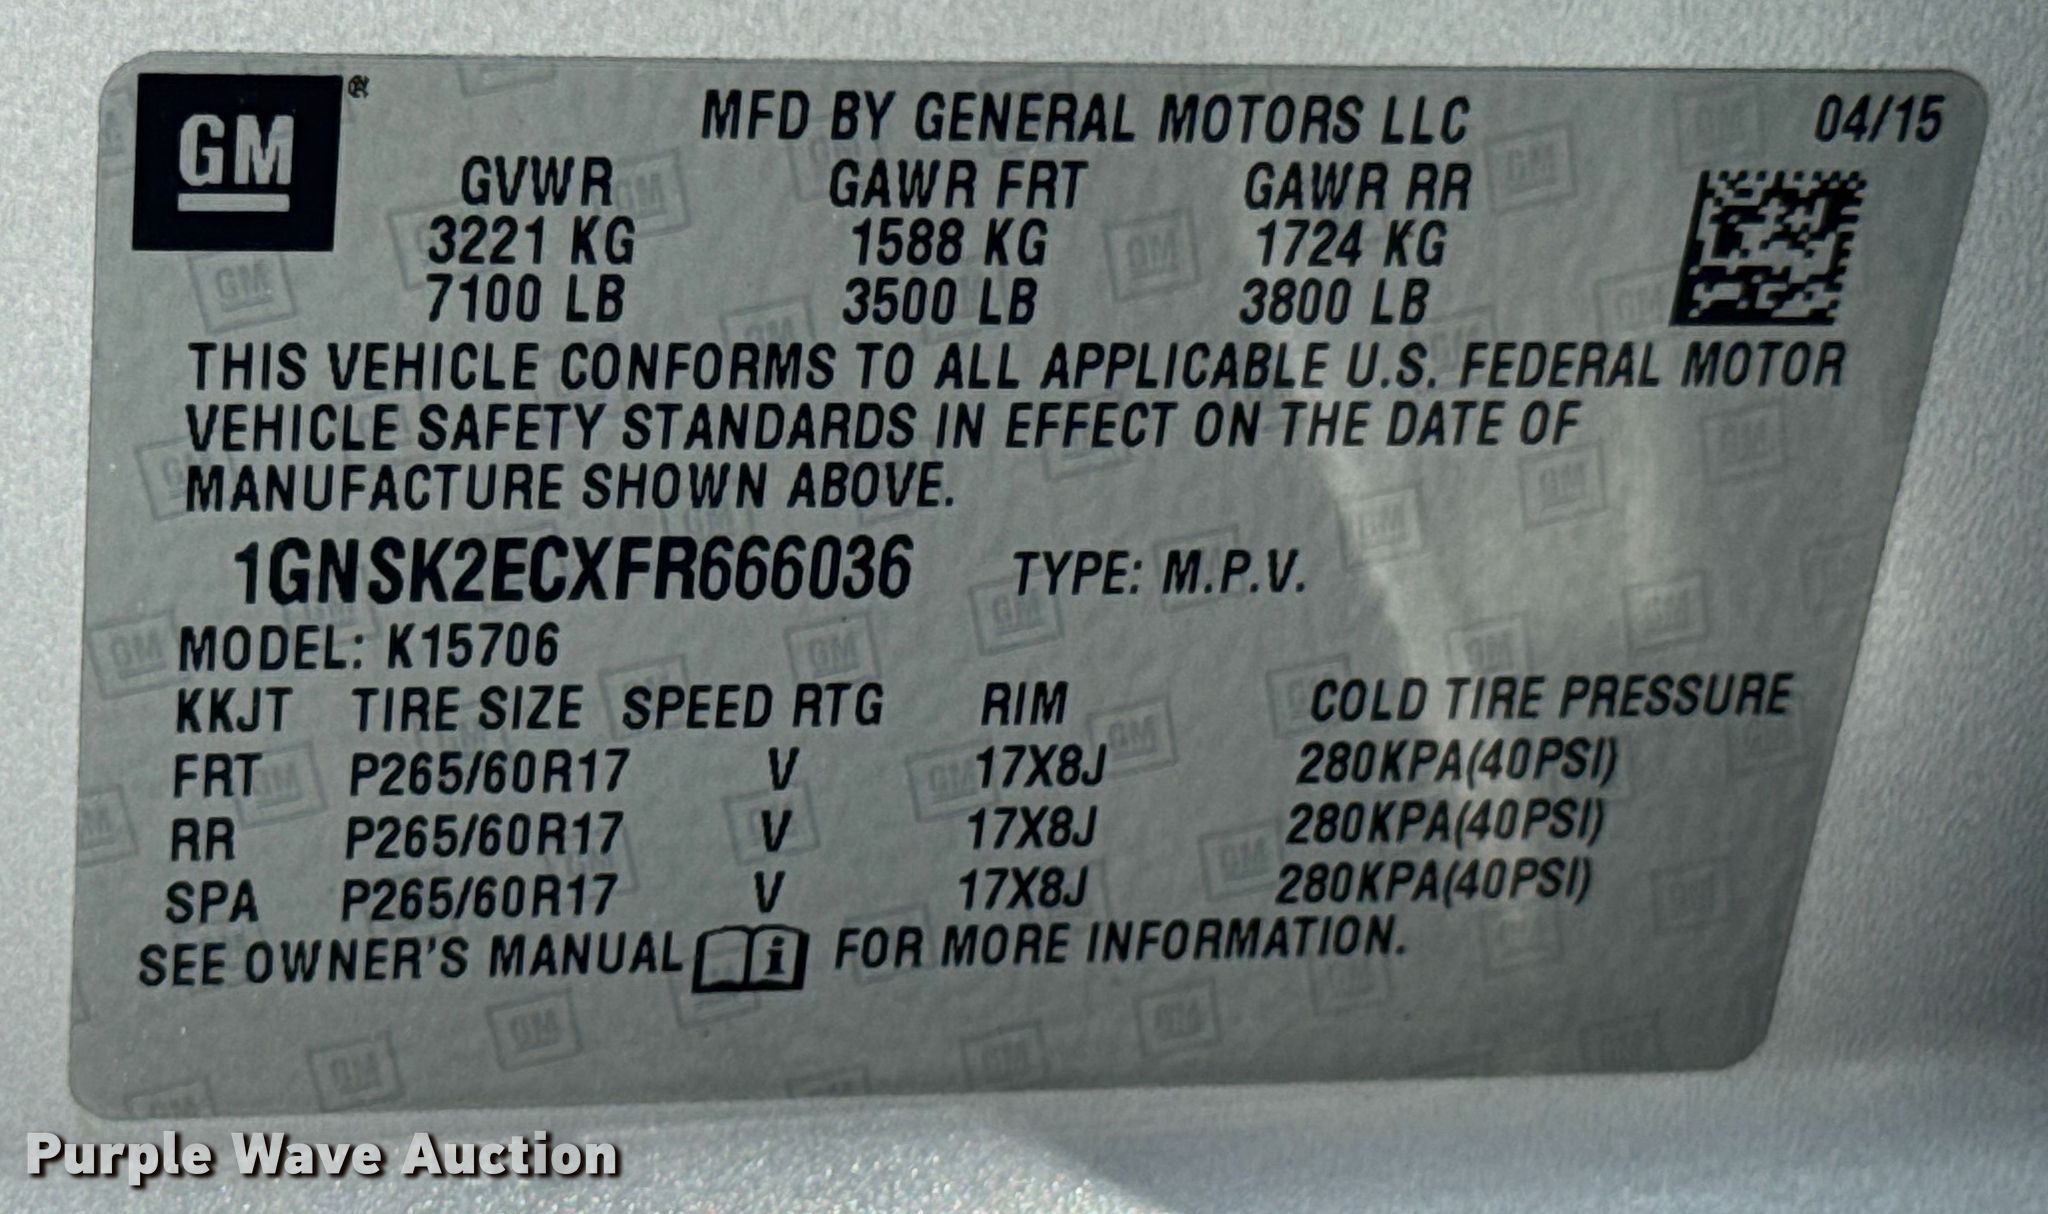 GM ®
MFD BY GENERAL MOTORS LLC 04/15
GVWR GAWR FRT GAWR RR
3221 KG 1588 KG 1724 KG
7100 LB 3500 LB 3800 LB
THIS VEHICLE CONFORMS TO ALL APPLICABLE U.S. FEDERAL MOTOR
VEHICLE SAFETY STANDARDS IN EFFECT ON THE DATE OF
MANUFACTURE SHOWN ABOVE.
1GNSK2ECXFR666036 TYPE: M.P.V.
MODEL: K15706
KKJT TIRE SIZE SPEED RTG RIM COLD TIRE PRESSURE
FRT P265/60R17 V 17X8J 280KPA(40PSI)
RR P265/60R17 V 17X8J 280KPA(40PSI)
SPA P265/60R17 V 17X8J 280KPA(40PSI)
SEE OWNER'S MANUAL i FOR MORE INFORMATION.
Purple Wave Auction